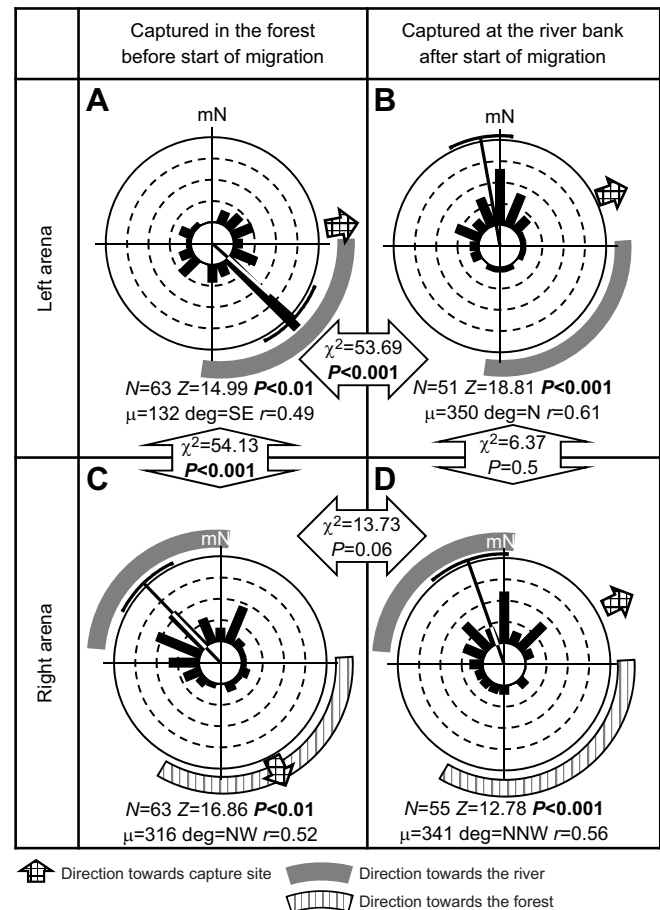 Captured in the forest
before start of migration
Captured at the river bank
after start of migration
Left arena
A
mN
N=63 Z=14.99 P<0.01
μ=132 deg=SE r=0.49
B
mN
N=51 Z=18.81 P<0.001
μ=350 deg=N r=0.61
χ²=53.69
P<0.001
χ²=54.13
P<0.001
χ²=6.37
P=0.5
Right arena
C
mN
N=63 Z=16.86 P<0.01
μ=316 deg=NW r=0.52
χ²=13.73
P=0.06
D
mN
N=55 Z=12.78 P<0.001
μ=341 deg=NNW r=0.56
Direction towards capture site
Direction towards the river
Direction towards the forest